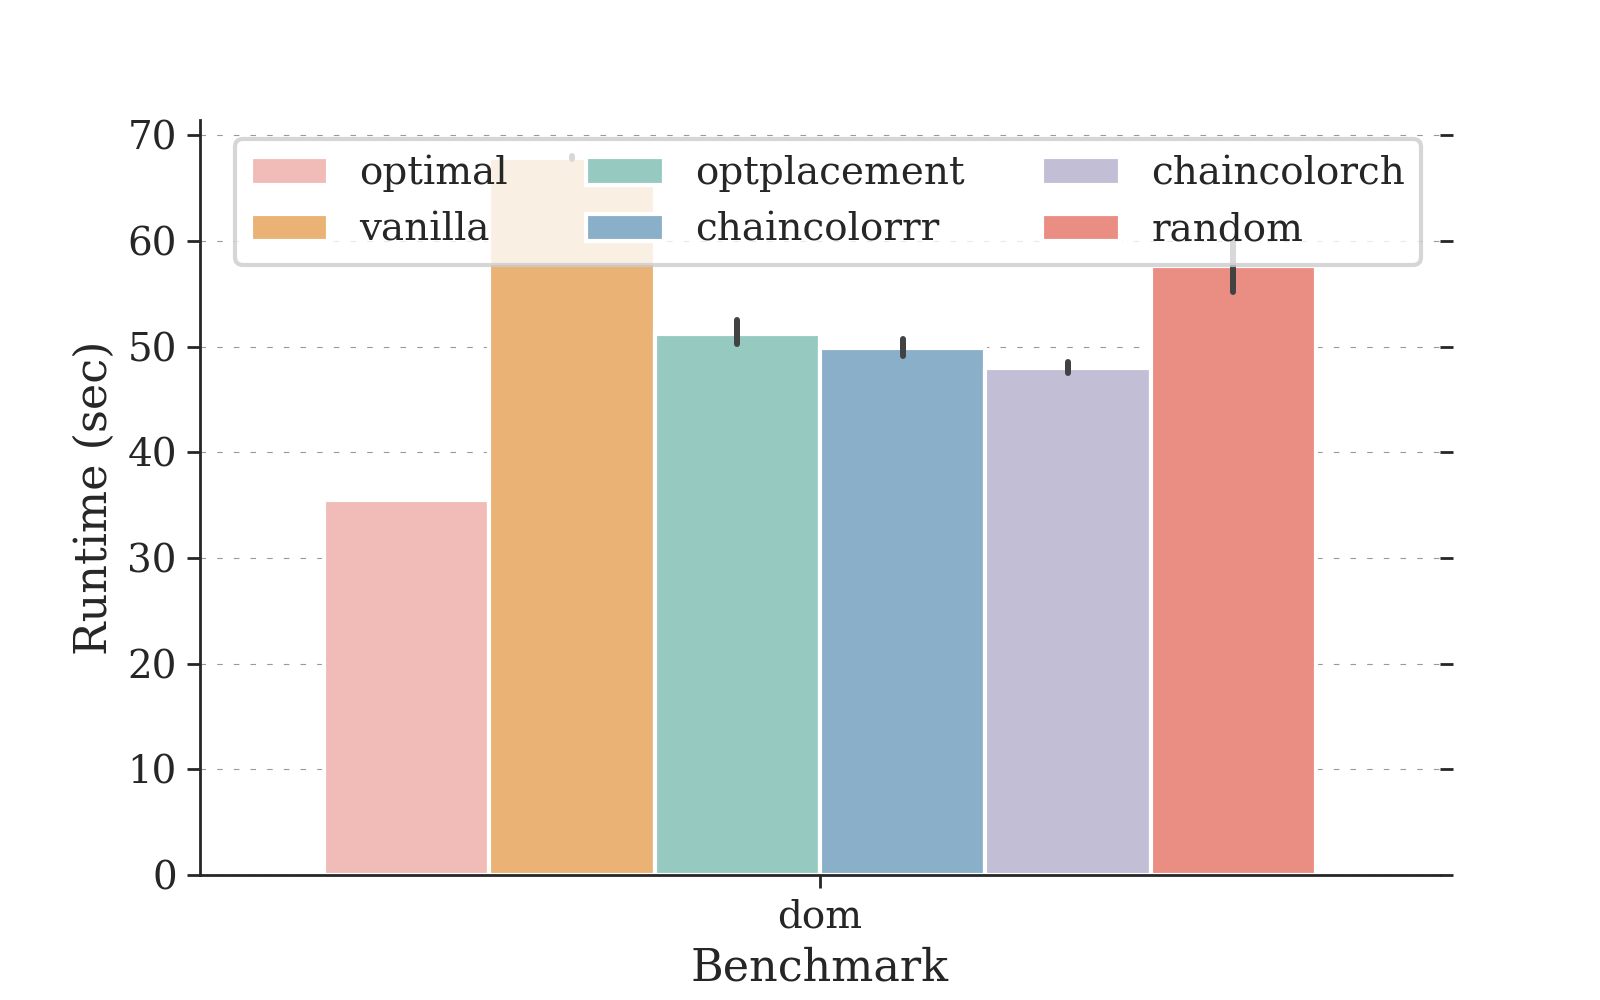 70
60
50
40
30
20
10
0
Runtime (sec)
optimal
vanilla
optplacement
chaincolorrr
chaincolorch
random
dom
Benchmark